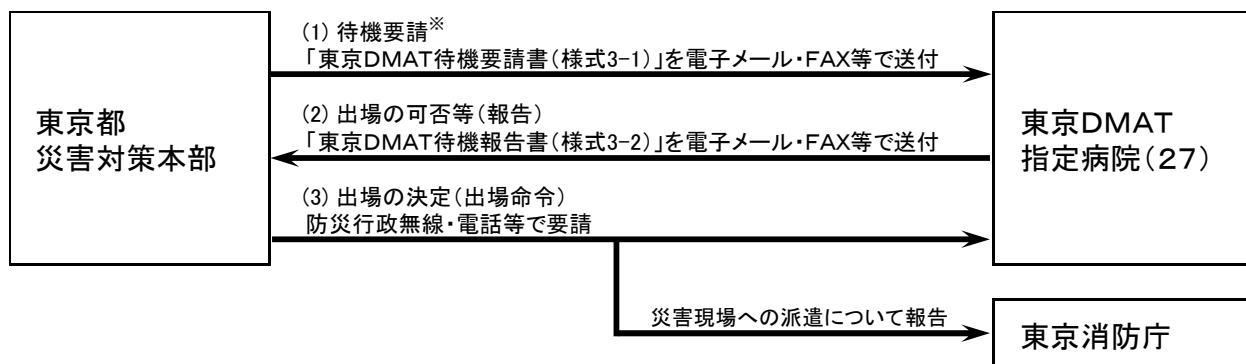 東京都
災害対策本部
(1) 待機要請※
「東京DMAT待機要請書(様式3-1)」を電子メール・FAX等で送付
(2) 出場の可否等(報告)
「東京DMAT待機報告書(様式3-2)」を電子メール・FAX等で送付
(3) 出場の決定(出場命令)
防災行政無線・電話等で要請
東京DMAT
指定病院(27)
災害現場への派遣について報告
東京消防庁